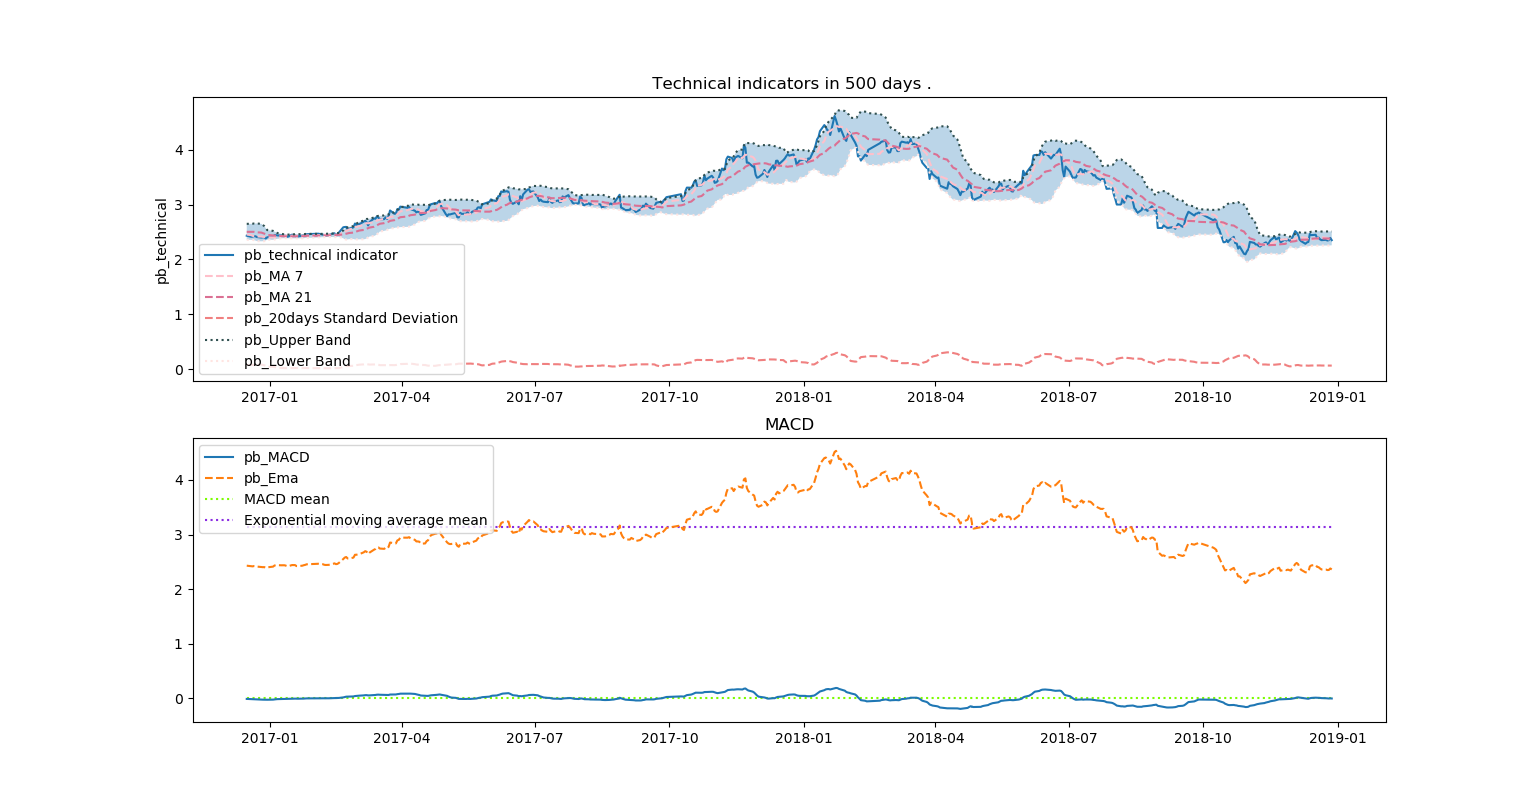 Technical indicators in 500 days .
pb_technical
4
3
2
1
0
pb_technical indicator
pb_MA 7
pb_MA 21
pb_20days Standard Deviation
pb_Upper Band
pb_Lower Band
2017-01 2017-04 2017-07 2017-10 2018-01 2018-04 2018-07 2018-10 2019-01
MACD
4
3
2
1
0
pb_MACD
pb_Ema
MACD mean
Exponential moving average mean
2017-01 2017-04 2017-07 2017-10 2018-01 2018-04 2018-07 2018-10 2019-01